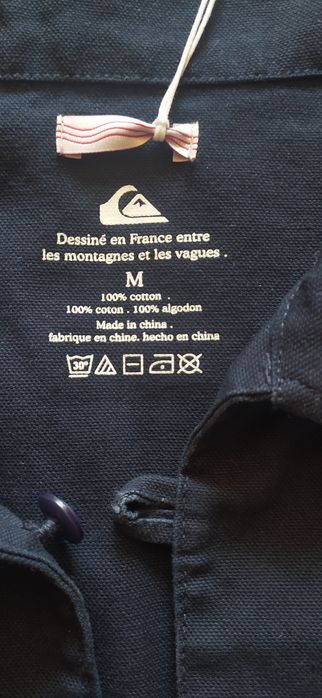 Dessiné en France entre
les montagnes et les vagues .
M
100% cotton .
100% coton . 100% algodon
Made in china .
fabrique en chine. hecho en china
30°